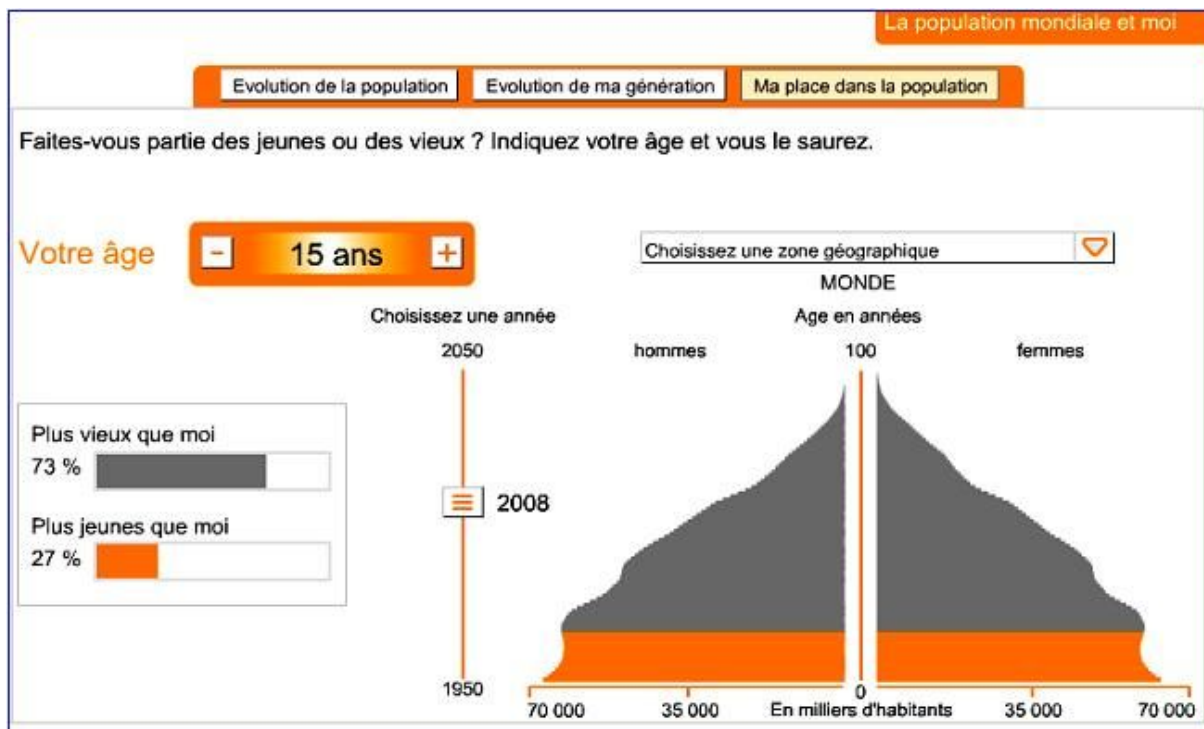 La population mondiale et moi
Evolution de la population
Evolution de ma génération
Ma place dans la population
Faites-vous partie des jeunes ou des vieux ? Indiquez votre âge et vous le saurez.
Votre âge
-
15 ans
+
Choisissez une zone géographique
MONDE
Choisissez une année
Age en années
2050
hommes
100
femmes
Plus vieux que moi
73 %
2008
Plus jeunes que moi
27 %
1950
0
70 000
35 000
En milliers d'habitants
35 000
70 000